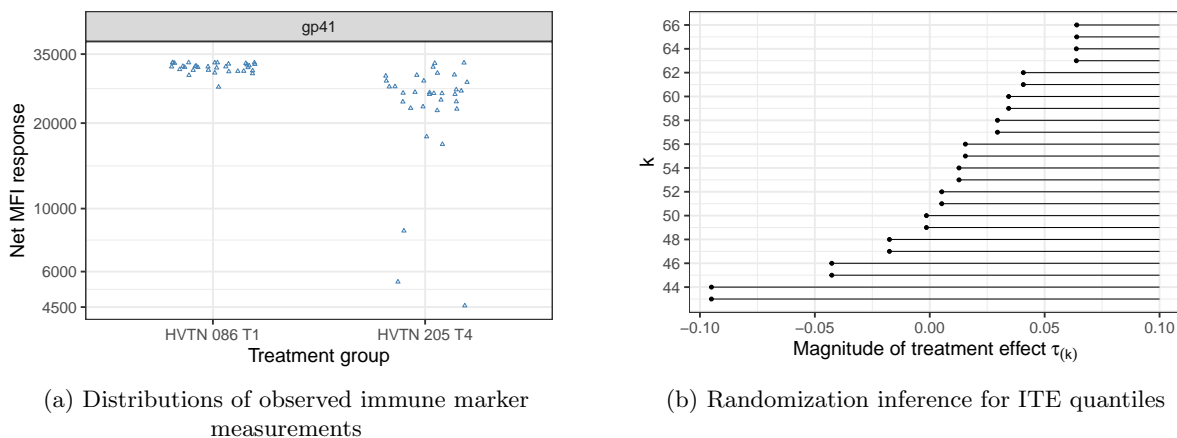 gp41
35000
20000
10000
6000
4500
Net MFI response
HVTN 086 T1
HVTN 205 T4
Treatment group
(a) Distributions of observed immune marker
measurements
66
64
62
60
58
56
54
52
50
48
46
44
k
−0.10
−0.05
0.00
0.05
0.10
Magnitude of treatment effect τ(k)
(b) Randomization inference for ITE quantiles